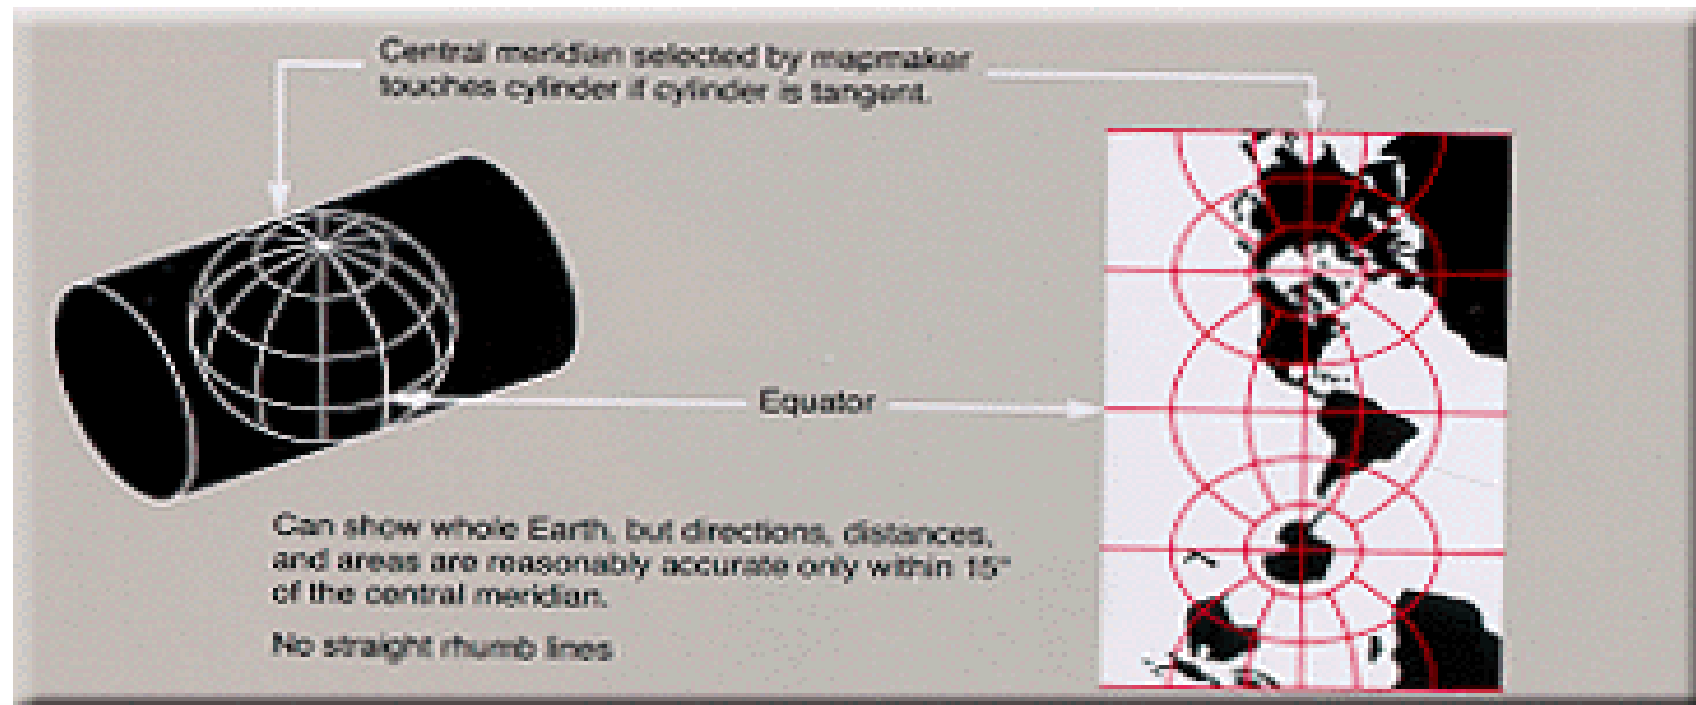 Central meridian selected by mapmaker
touches cylinder if cylinder is tangent.
Equator
Can show whole Earth, but directions, distances,
and areas are reasonably accurate only within 15°
of the central meridian.
No straight rhumb lines